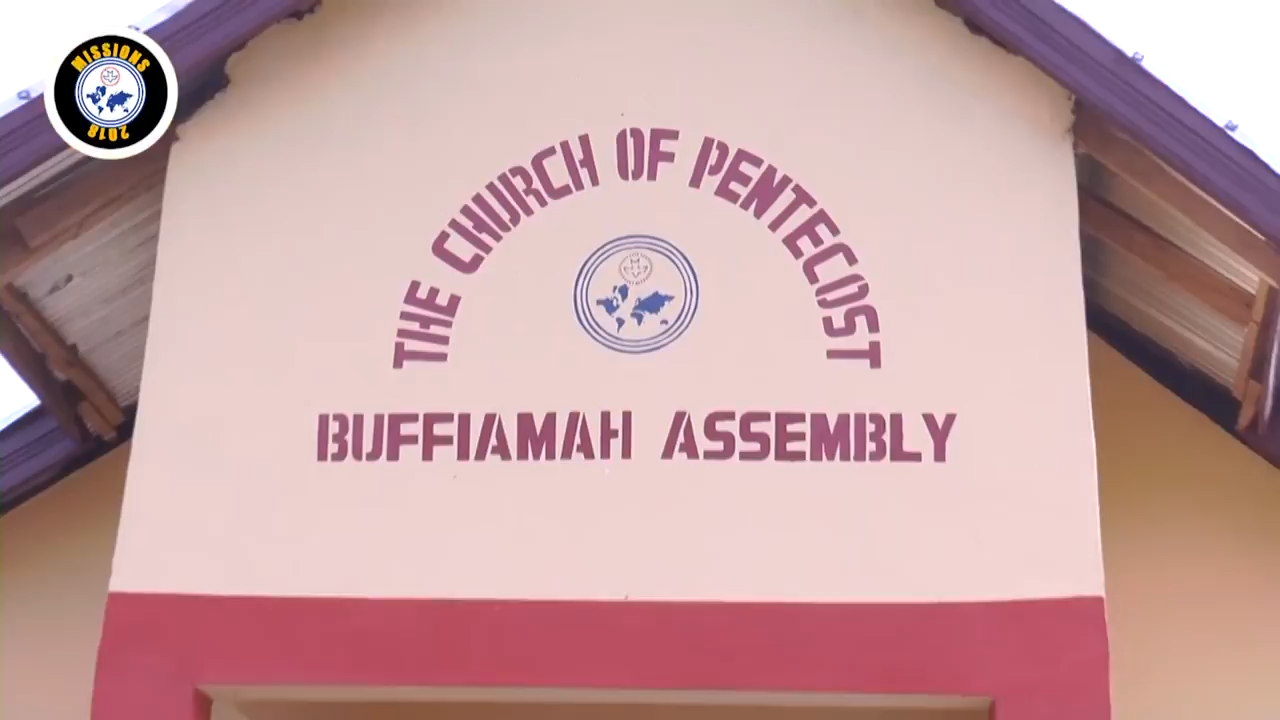 MISSIONS
2018
THE CHURCH OF PENTECOST
BUFFIAMAH ASSEMBLY